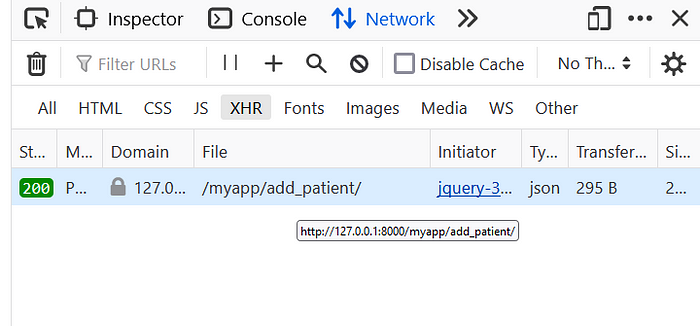 Inspector Console Network
Filter URLs Disable Cache No Th...
All HTML CSS JS XHR Fonts Images Media WS Other
St... M... Domain File Initiator Ty... Transfer... Si...
200 P... 127.0... /myapp/add_patient/ jquery-3... json 295 B 2...
http://127.0.0.1:8000/myapp/add_patient/